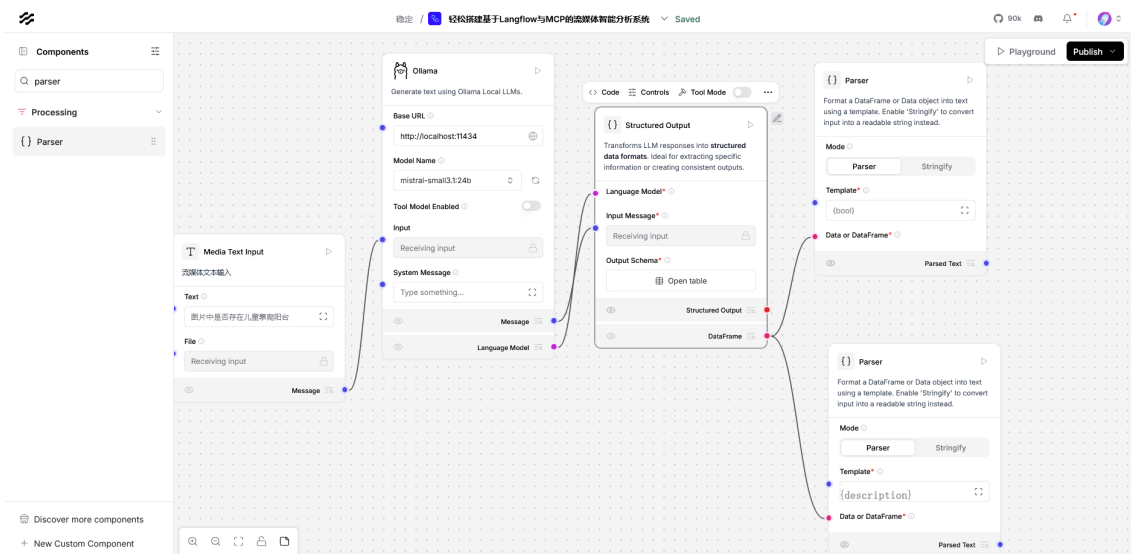 稳定 / 轻松搭建基于Langflow与MCP的流媒体智能分析系统 Saved
90k
Playground
Publish
Components
parser
Processing
{ } Parser
Discover more components
+ New Custom Component
Media Text Input
流媒体文本输入
Text
图片中是否存在儿童攀爬阳台
File
Receiving input
Message
Ollama
Generate text using Ollama Local LLMs.
Base URL
http://localhost:11434
Model Name
mistral-small3.1:24b
Tool Model Enabled
Input
Receiving input
System Message
Type something...
Message
Language Model
<> Code Controls Tool Mode ...
{ } Structured Output
Transforms LLM responses into structured
data formats. Ideal for extracting specific
information or creating consistent outputs.
Language Model*
Input Message*
Receiving input
Output Schema*
Open table
Structured Output
DataFrame
{ } Parser
Format a DataFrame or Data object into text
using a template. Enable 'Stringify' to convert
input into a readable string instead.
Mode
Parser Stringify
Template*
{bool}
Data or DataFrame*
Parsed Text
{ } Parser
Format a DataFrame or Data object into text
using a template. Enable 'Stringify' to convert
input into a readable string instead.
Mode
Parser Stringify
Template*
{description}
Data or DataFrame*
Parsed Text